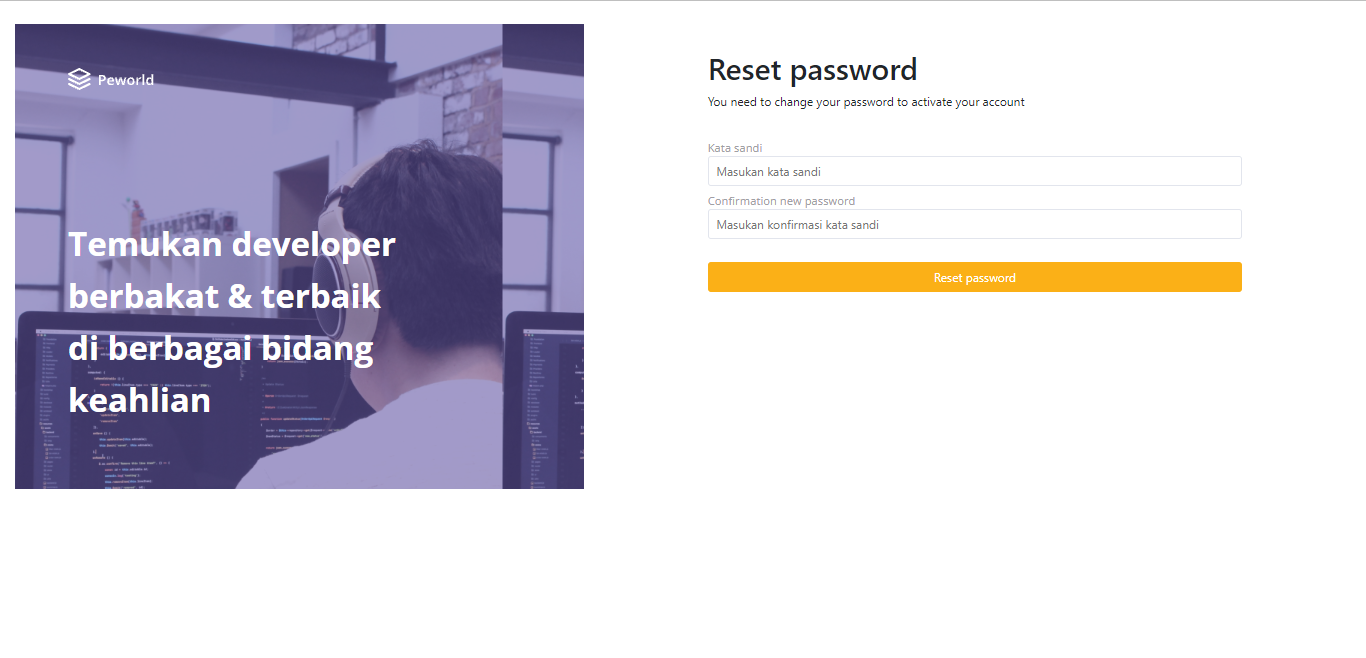 Peworld
Temukan developer
berbakat & terbaik
di berbagai bidang
keahlian
Reset password
You need to change your password to activate your account
Kata sandi
Masukan kata sandi
Confirmation new password
Masukan konfirmasi kata sandi
Reset password